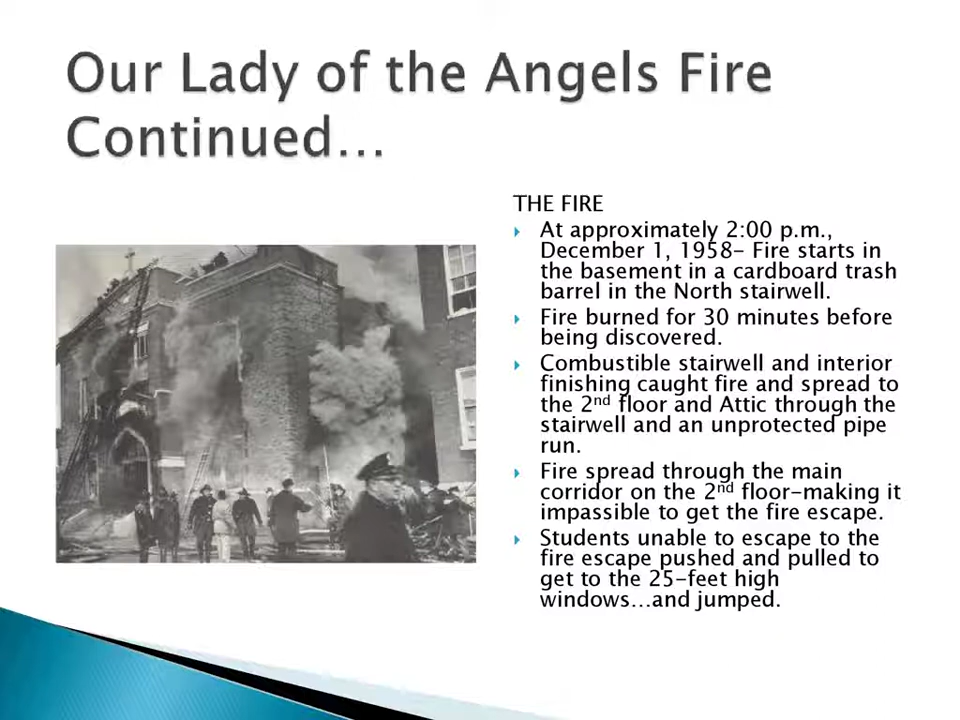 Our Lady of the Angels Fire
Continued...
THE FIRE
At approximately 2:00 p.m.,
December 1, 1958- Fire starts in
the basement in a cardboard trash
barrel in the North stairwell.
Fire burned for 30 minutes before
being discovered.
Combustible stairwell and interior
finishing caught fire and spread to
the 2nd floor and Attic through the
stairwell and an unprotected pipe
run.
Fire spread through the main
corridor on the 2nd floor-making it
impassible to get the fire escape.
Students unable to escape to the
fire escape pushed and pulled to
get to the 25-feet high
windows...and jumped.